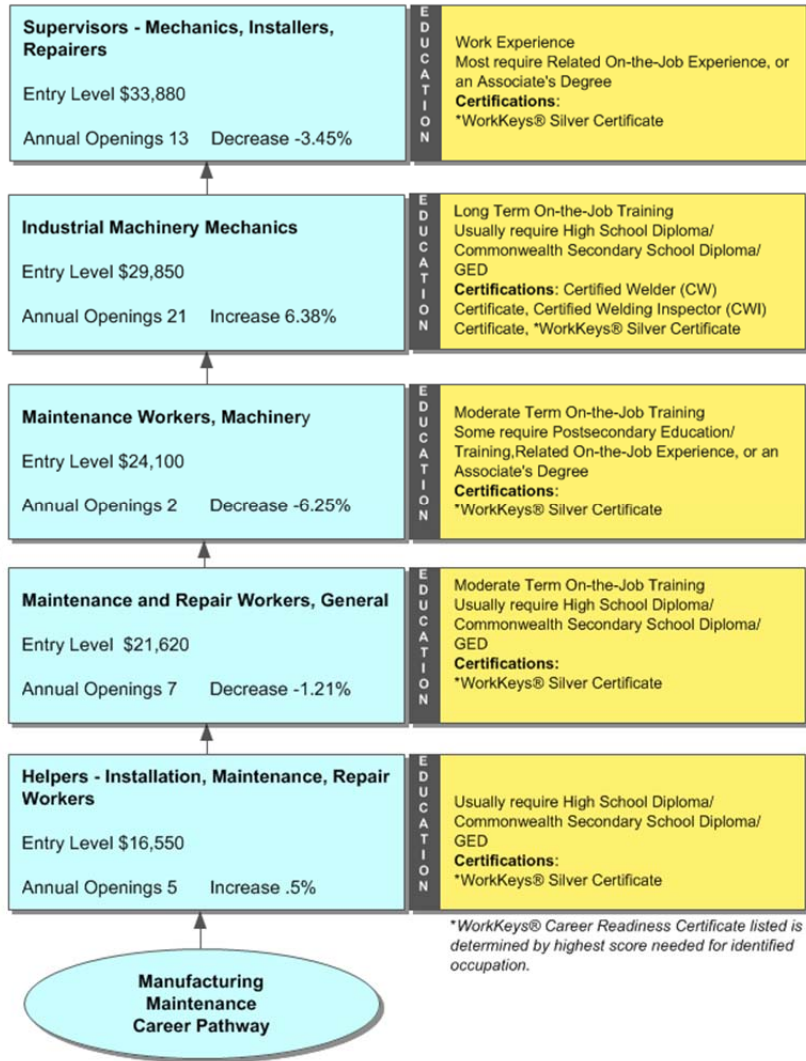 Supervisors - Mechanics, Installers,
Repairers
Entry Level $33,880
Annual Openings 13 Decrease -3.45%
EDUCATION
Work Experience
Most require Related On-the-Job Experience, or
an Associate's Degree
Certifications:
*WorkKeys® Silver Certificate
Industrial Machinery Mechanics
Entry Level $29,850
Annual Openings 21 Increase 6.38%
EDUCATION
Long Term On-the-Job Training
Usually require High School Diploma/
Commonwealth Secondary School Diploma/
GED
Certifications: Certified Welder (CW)
Certificate, Certified Welding Inspector (CWI)
Certificate, *WorkKeys® Silver Certificate
Maintenance Workers, Machinery
Entry Level $24,100
Annual Openings 2 Decrease -6.25%
EDUCATION
Moderate Term On-the-Job Training
Some require Postsecondary Education/
Training,Related On-the-Job Experience, or an
Associate's Degree
Certifications:
*WorkKeys® Silver Certificate
Maintenance and Repair Workers, General
Entry Level $21,620
Annual Openings 7 Decrease -1.21%
EDUCATION
Moderate Term On-the-Job Training
Usually require High School Diploma/
Commonwealth Secondary School Diploma/
GED
Certifications:
*WorkKeys® Silver Certificate
Helpers - Installation, Maintenance, Repair
Workers
Entry Level $16,550
Annual Openings 5 Increase .5%
EDUCATION
Usually require High School Diploma/
Commonwealth Secondary School Diploma/
GED
Certifications:
*WorkKeys® Silver Certificate
*WorkKeys® Career Readiness Certificate listed is
determined by highest score needed for identified
occupation.
Manufacturing
Maintenance
Career Pathway